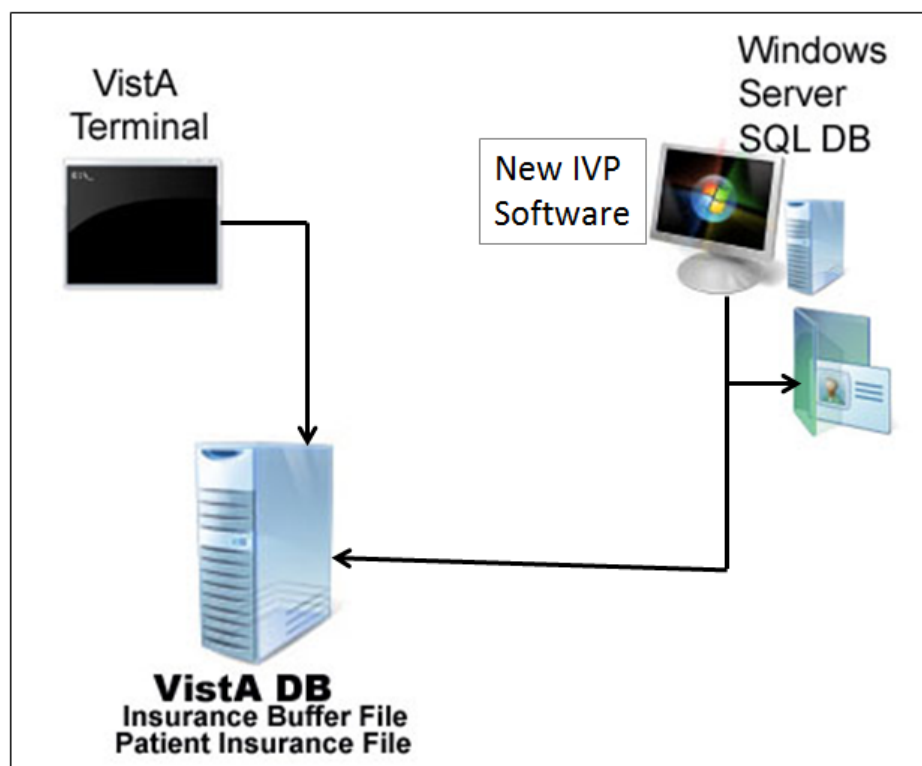 VistA
Terminal
Windows
Server
SQL DB
New IVP
Software
VistA DB
Insurance Buffer File
Patient Insurance File